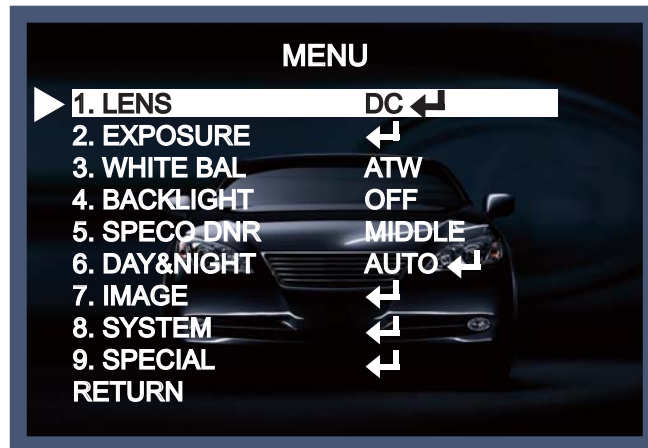 MENU
1. LENS DC
2. EXPOSURE
3. WHITE BAL ATW
4. BACKLIGHT OFF
5. SPECO DNR MIDDLE
6. DAY&NIGHT AUTO
7. IMAGE
8. SYSTEM
9. SPECIAL
RETURN